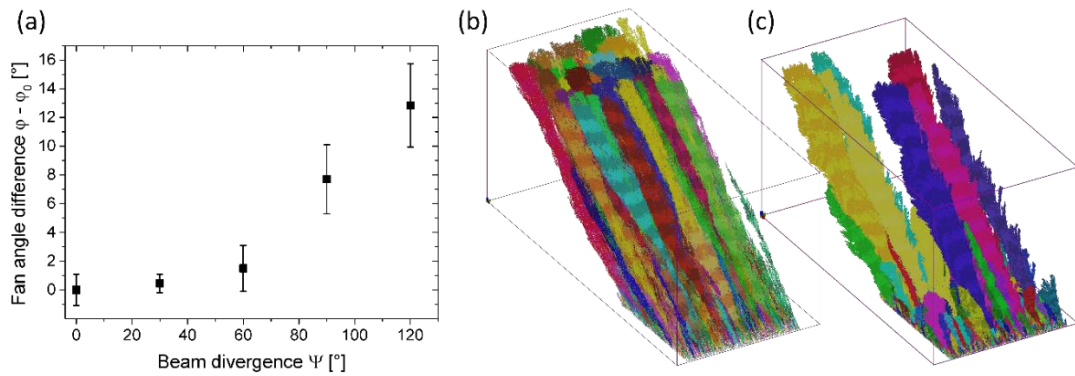 (a)
(b)
(c)
16
14
12
10
8
6
4
2
0
Fan angle difference φ - φ₀ [°]
0 20 40 60 80 100 120
Beam divergence Ψ [°]